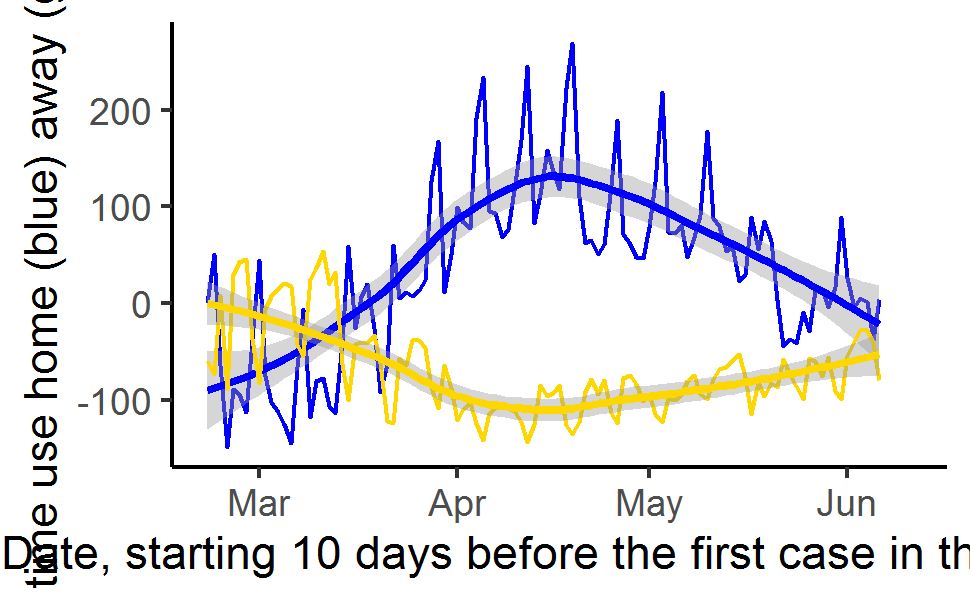 time use home (blue) away (
200
100
0
-100
Mar Apr May Jun
Date, starting 10 days before the first case in th